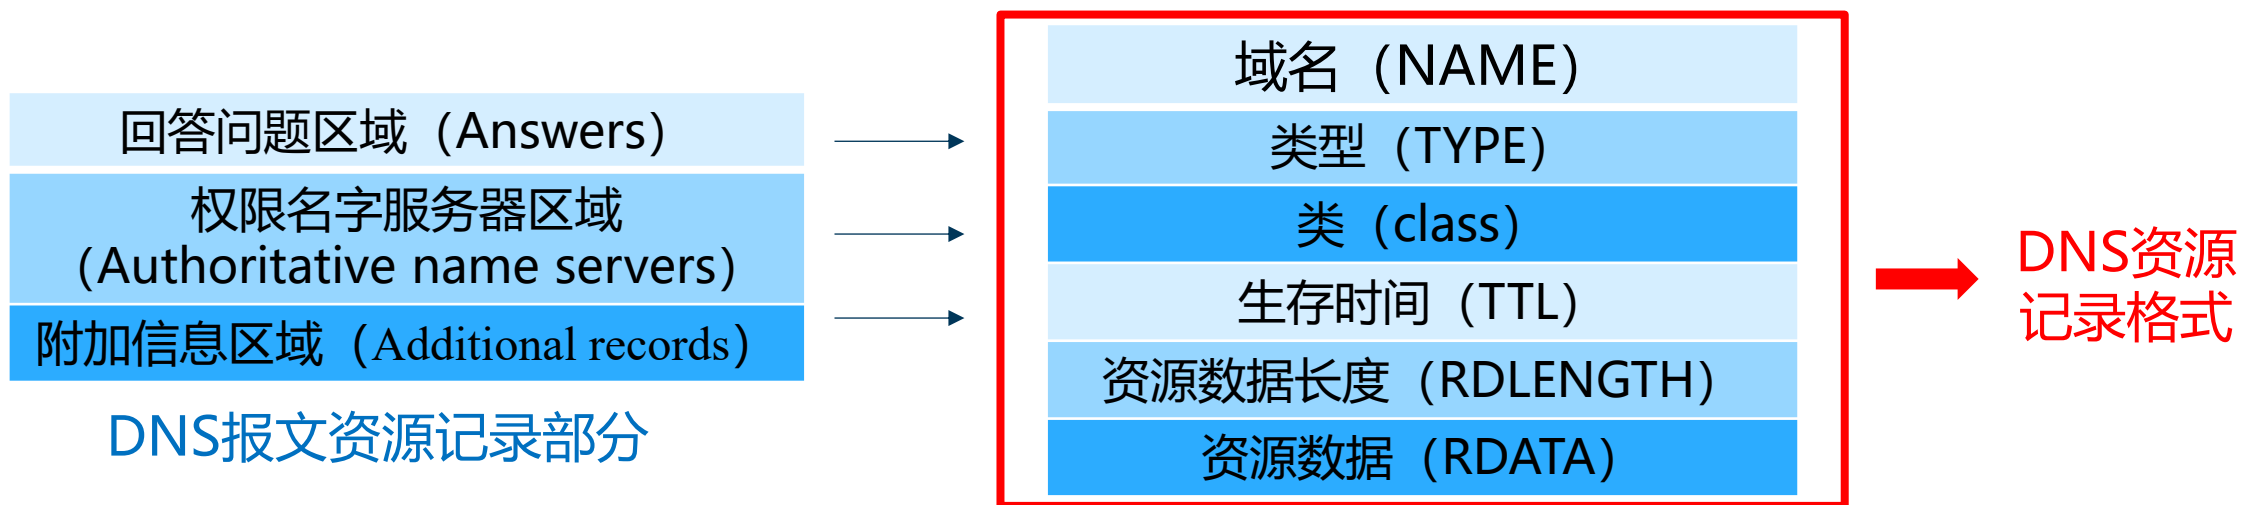 回答问题区域（Answers）
权限名字服务器区域
（Authoritative name servers）
附加信息区域（Additional records）
DNS报文资源记录部分
域名（NAME）
类型（TYPE）
类（class）
生存时间（TTL）
资源数据长度（RDLENGTH）
资源数据（RDATA）
DNS资源
记录格式